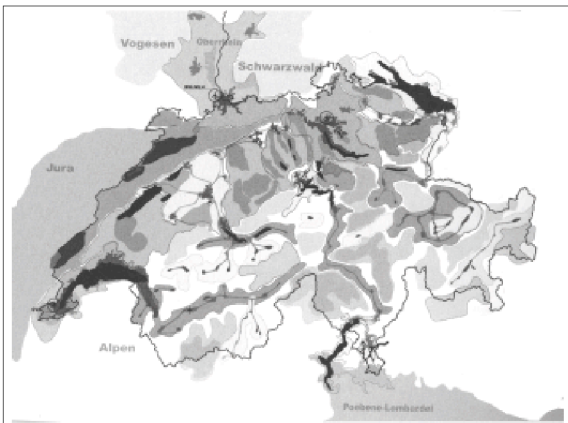 Vogesen
Oberrhein
Schwarzwald
Jura
Alpen
Poebene-Lombardei